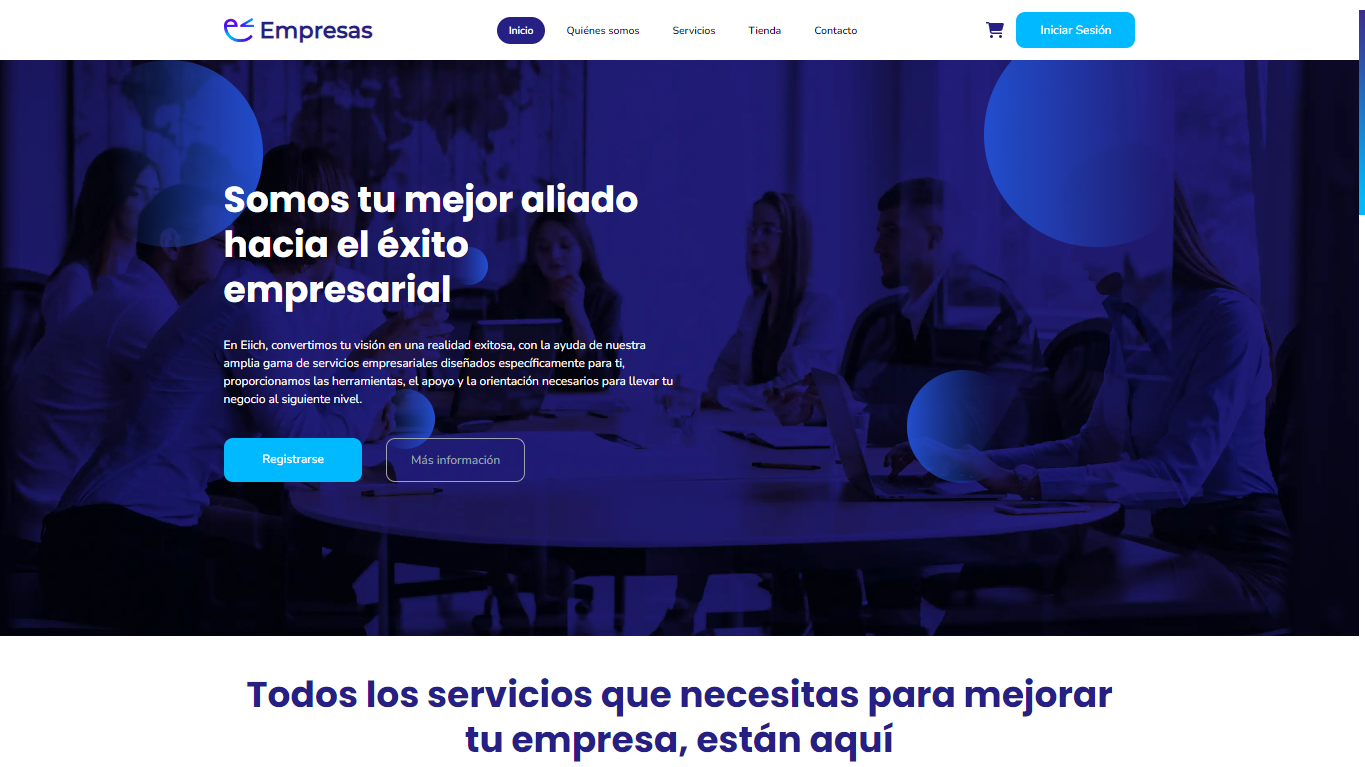 Empresas
Inicio
Quiénes somos
Servicios
Tienda
Contacto
Iniciar Sesión
Somos tu mejor aliado
hacia el éxito
empresarial
En Eiich, convertimos tu visión en una realidad exitosa, con la ayuda de nuestra
amplia gama de servicios empresariales diseñados específicamente para ti,
proporcionamos las herramientas, el apoyo y la orientación necesarios para llevar tu
negocio al siguiente nivel.
Registrarse
Más información
Todos los servicios que necesitas para mejorar
tu empresa, están aquí